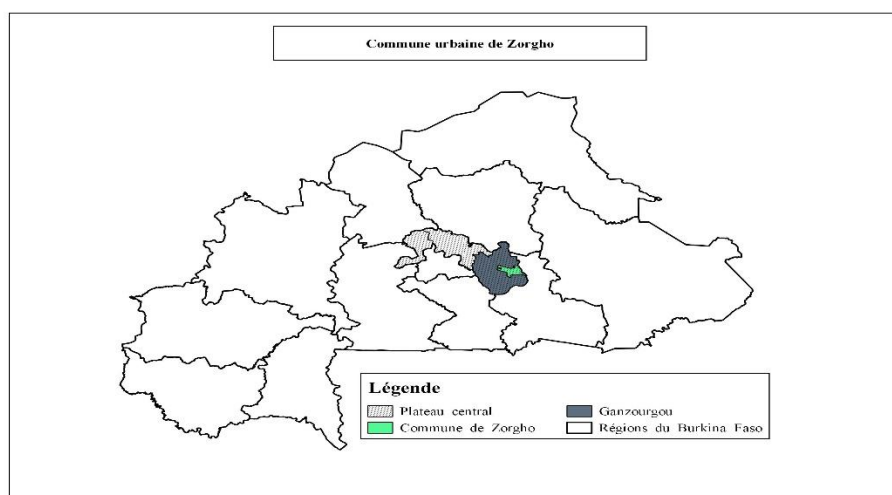 Commune urbaine de Zorgho
Légende
Plateau central
Ganzourgou
Commune de Zorgho
Régions du Burkina Faso